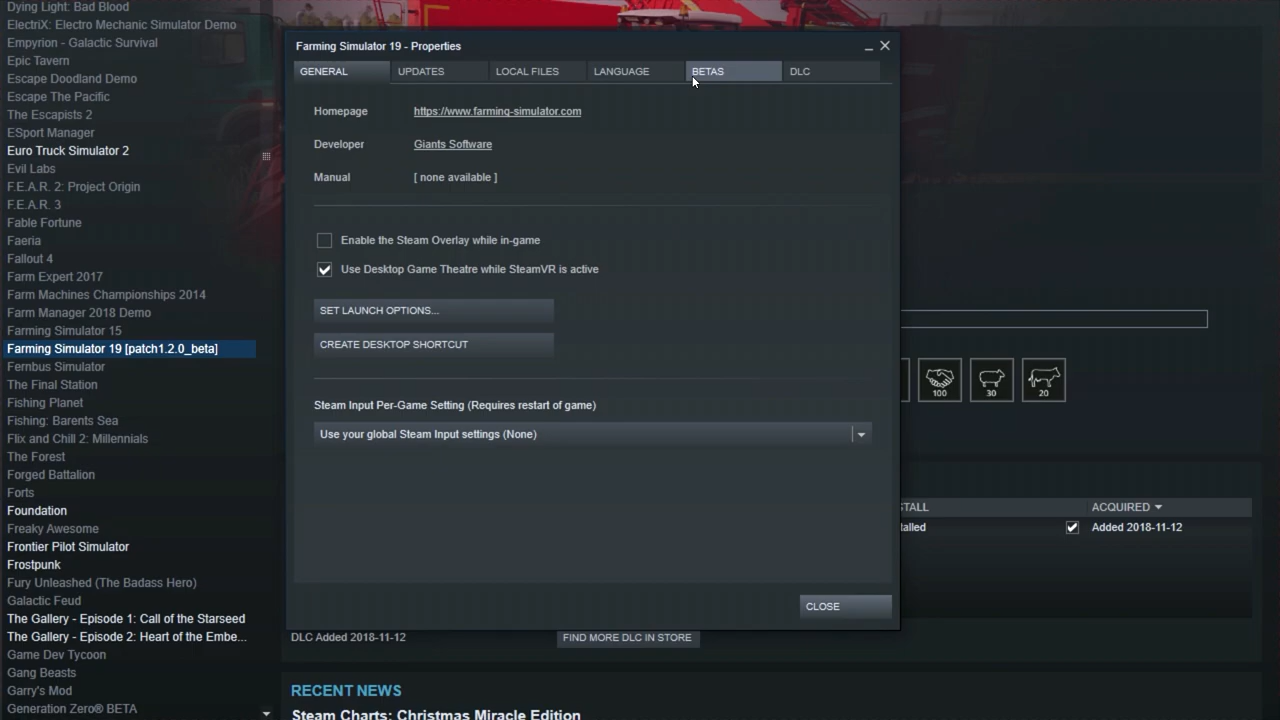 Dying Light: Bad Blood
ElectriX: Electro Mechanic Simulator Demo
Empyrion - Galactic Survival
Epic Tavern
Escape Doodland Demo
Escape The Pacific
The Escapists 2
ESport Manager
Euro Truck Simulator 2
Evil Labs
F.E.A.R. 2: Project Origin
F.E.A.R. 3
Fable Fortune
Faeria
Fallout 4
Farm Expert 2017
Farm Machines Championships 2014
Farm Manager 2018 Demo
Farming Simulator 15
Farming Simulator 19 [patch1.2.0_beta]
Fernbus Simulator
The Final Station
Fishing Planet
Fishing: Barents Sea
Flix and Chill 2: Millennials
The Forest
Forged Battalion
Forts
Foundation
Freaky Awesome
Frontier Pilot Simulator
Frostpunk
Fury Unleashed (The Badass Hero)
Galactic Feud
The Gallery - Episode 1: Call of the Starseed
The Gallery - Episode 2: Heart of the Embe...
Game Dev Tycoon
Gang Beasts
Garry's Mod
Generation Zero® BETA
Farming Simulator 19 - Properties
GENERAL UPDATES LOCAL FILES LANGUAGE BETAS DLC
Homepage https://www.farming-simulator.com
Developer Giants Software
Manual [ none available ]
Enable the Steam Overlay while in-game
Use Desktop Game Theatre while SteamVR is active
SET LAUNCH OPTIONS...
CREATE DESKTOP SHORTCUT
Steam Input Per-Game Setting (Requires restart of game)
Use your global Steam Input settings (None)
CLOSE
100 30 20
TALL ACQUIRED
talled Added 2018-11-12
DLC Added 2018-11-12 FIND MORE DLC IN STORE
RECENT NEWS
Steam Charts: Christmas Miracle Edition